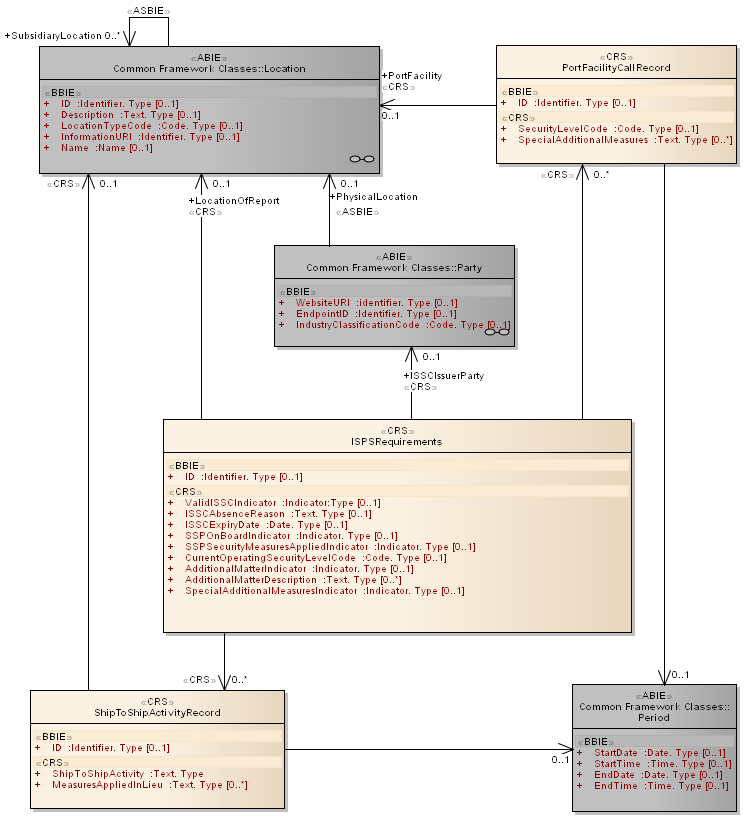 «ASBIE»
+SubsidiaryLocation 0..*
«ABIE»
Common Framework Classes::Location
«BBIE»
+ ID :Identifier. Type [0..1]
+ Description :Text. Type [0..1]
+ LocationTypeCode :Code. Type [0..1]
+ InformationURI :Identifier. Type [0..1]
+ Name :Name [0..1]
+PortFacility
«CRS»
0..1
«CRS»
PortFacilityCallRecord
«BBIE»
+ ID :Identifier. Type [0..1]
«CRS»
+ SecurityLevelCode :Code. Type [0..1]
+ SpecialAdditionalMeasures :Text. Type [0..*]
«CRS» 0..1
0..1
+LocationOfReport
«CRS»
0..1
+PhysicalLocation
«ASBIE»
«CRS» 0..*
«ABIE»
Common Framework Classes::Party
«BBIE»
+ WebsiteURI :identifier. Type [0..1]
+ EndpointID :Identifier. Type [0..1]
+ IndustryClassificationCode :Code. Type [0..1]
0..1
+ISSCIssuerParty
«CRS»
«CRS»
ISPSRequirements
«BBIE»
+ ID :Identifier. Type [0..1]
«CRS»
+ ValidISSCIndicator :Indicator:Type [0..1]
+ ISSCAbsenceReason :Text. Type [0..1]
+ ISSCExpiryDate :Date. Type [0..1]
+ SSPOnBoardIndicator :Indicator. Type [0..1]
+ SSPSecurityMeasuresAppliedIndicator :Indicator. Type [0..1]
+ CurrentOperatingSecurityLevelCode :Code. Type [0..1]
+ AdditionalMatterIndicator :Indicator. Type [0..1]
+ AdditionalMatterDescription :Text. Type [0..*]
+ SpecialAdditionalMeasuresIndicator :Indicator. Type [0..1]
«CRS» 0..*
0..1
«CRS»
ShipToShipActivityRecord
«BBIE»
+ ID :Identifier. Type [0..1]
«CRS»
+ ShipToShipActivity :Text. Type
+ MeasuresAppliedInLieu :Text. Type [0..*]
0..1
«ABIE»
Common Framework Classes::
Period
«BBIE»
+ StartDate :Date. Type [0..1]
+ StartTime :Time. Type [0..1]
+ EndDate :Date. Type [0..1]
+ EndTime :Time. Type [0..1]